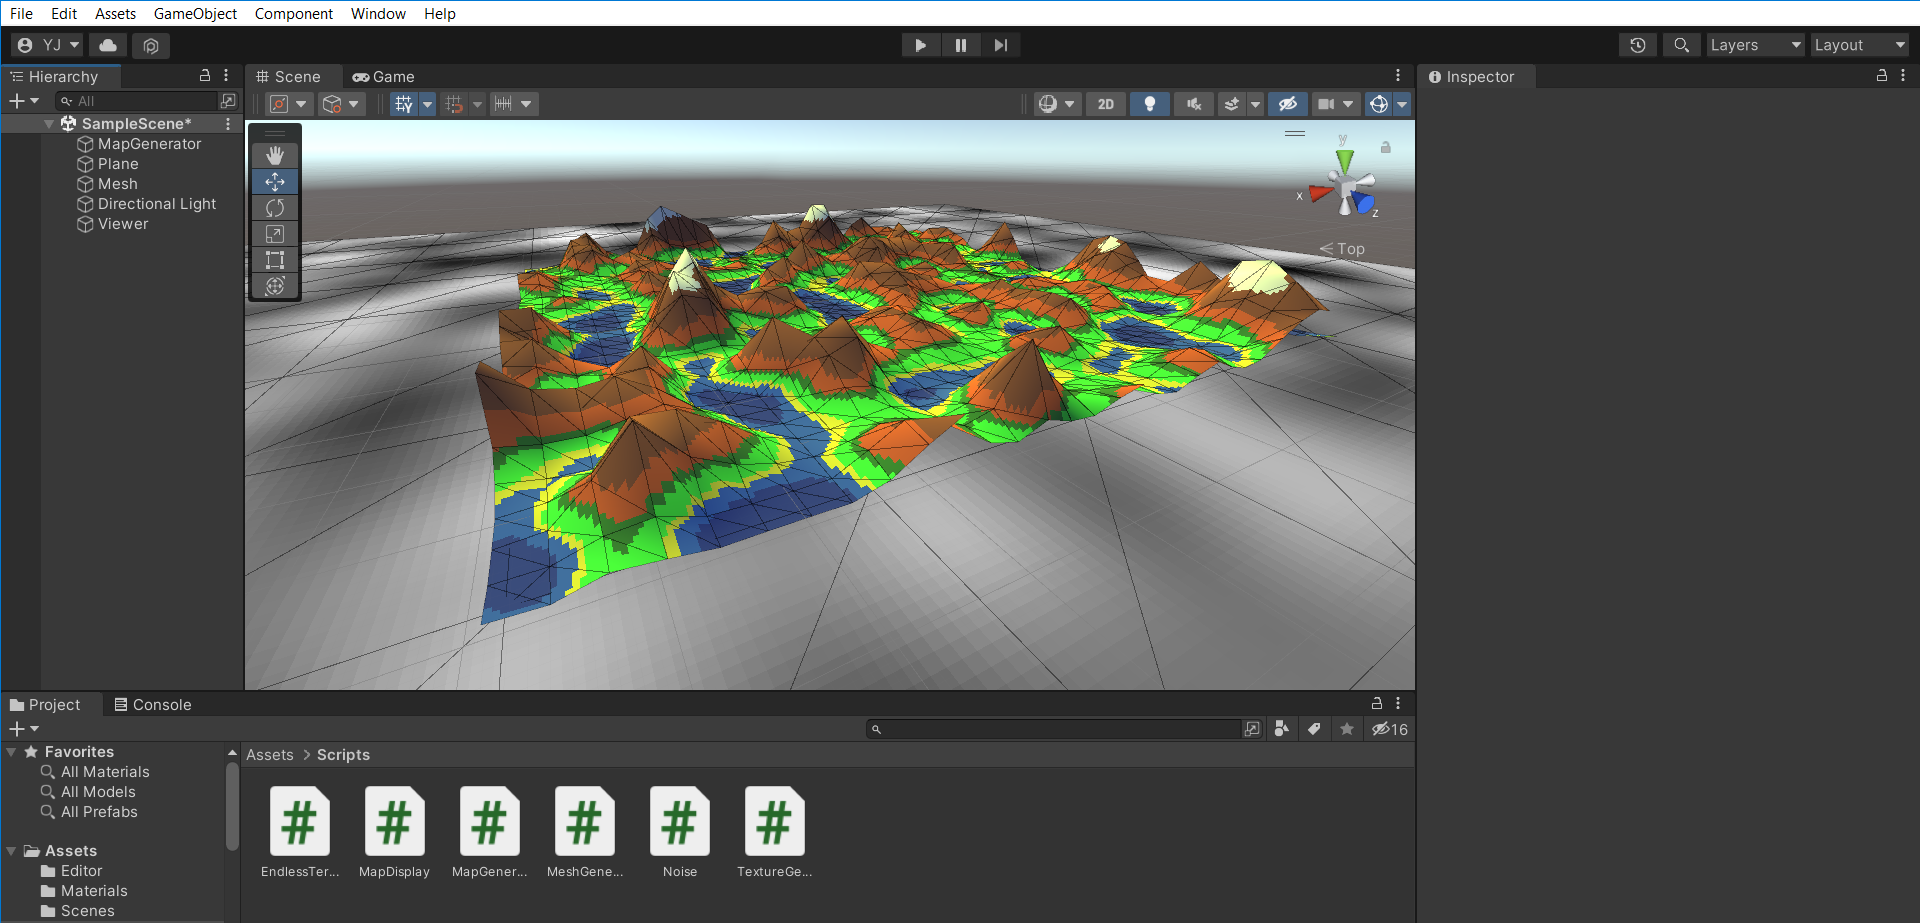 File Edit Assets GameObject Component Window Help
YJ Layers Layout
Hierarchy Scene Game Inspector
All 2D
SampleScene*
MapGenerator
Plane
Mesh
Directional Light
Viewer
y
x
z
Top
Project Console
16
Favorites Assets > Scripts
All Materials
All Models
All Prefabs
Assets
Editor
Materials
Scenes
EndlessTer... MapDisplay MapGener... MeshGene... Noise TextureGe...